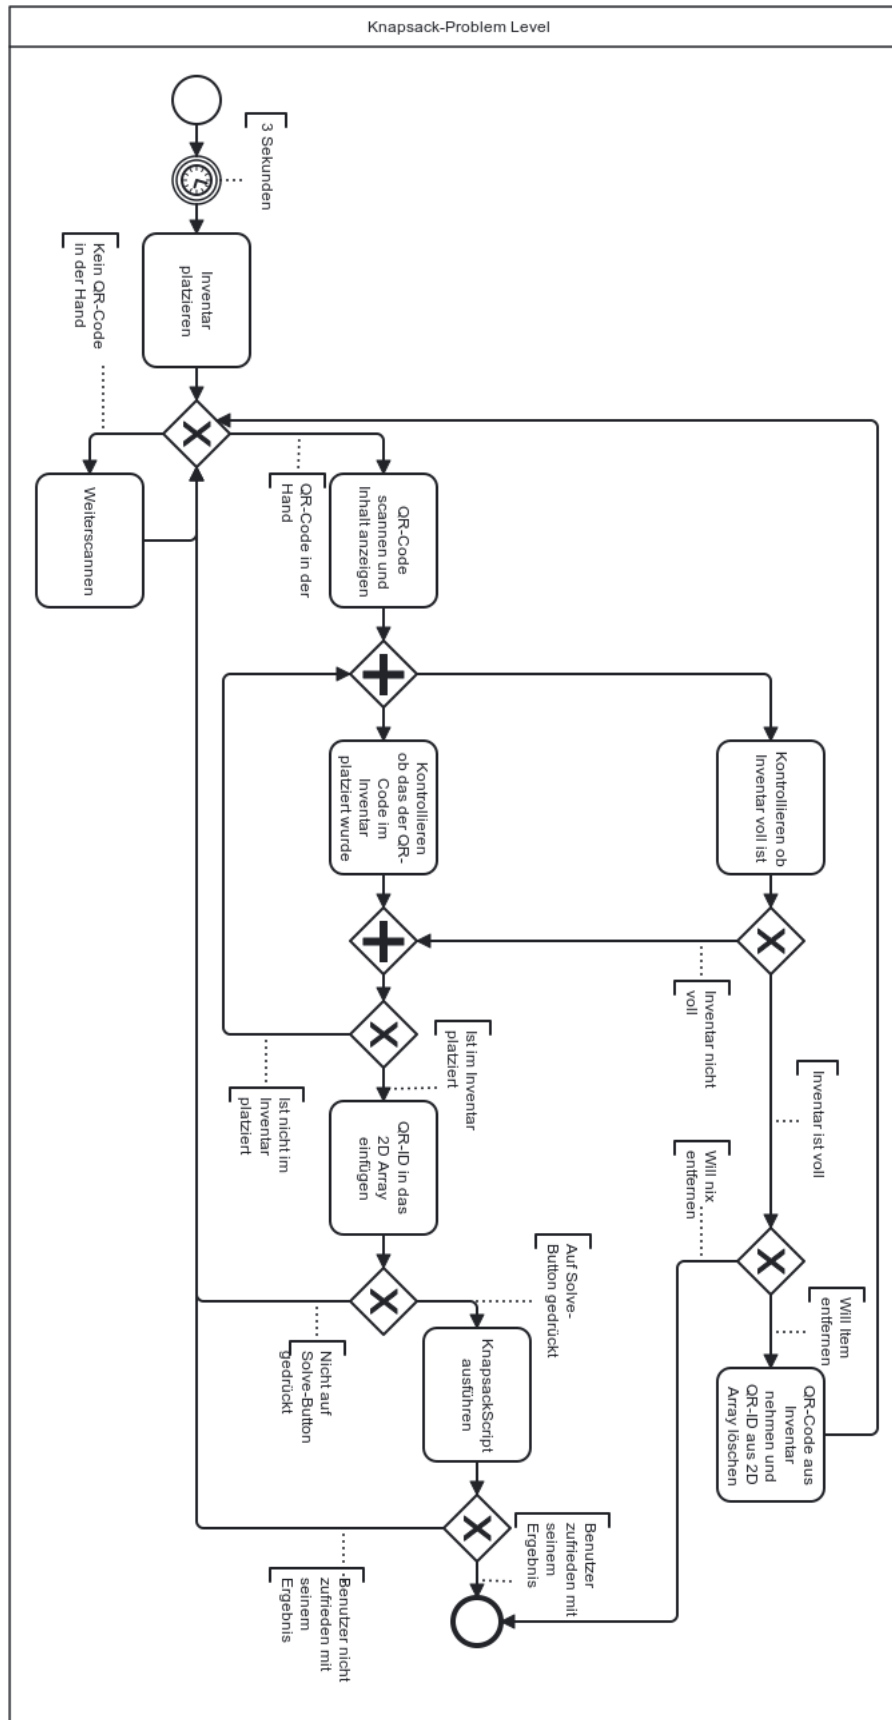 Knapsack-Problem Level
3 Sekunden
Inventar
platzieren
Kein QR-Code
in der Hand
Weiterscannen
QR-Code in der
Hand
QR-Code
scannen und
Inhalt anzeigen
Kontrollieren
ob das der QR-
Code im
Inventar
platziert wurde
Kontrollieren ob
Inventar voll ist
Inventar nicht
voll
Inventar ist voll
Ist im Inventar
platziert
Ist nicht im
Inventar
platziert
QR-ID in das
2D Array
einfügen
Will nix
entfernen
Will Item
entfernen
QR-Code aus
Inventar
nehmen und
QR-ID aus 2D
Array löschen
Auf Solve-
Button gedrückt
Nicht auf
Solve-Button
gedrückt
KnapsackScript
ausführen
Benutzer
zufrieden mit
seinem
Ergebnis
Benutzer nicht
zufrieden mit
seinem
Ergebnis